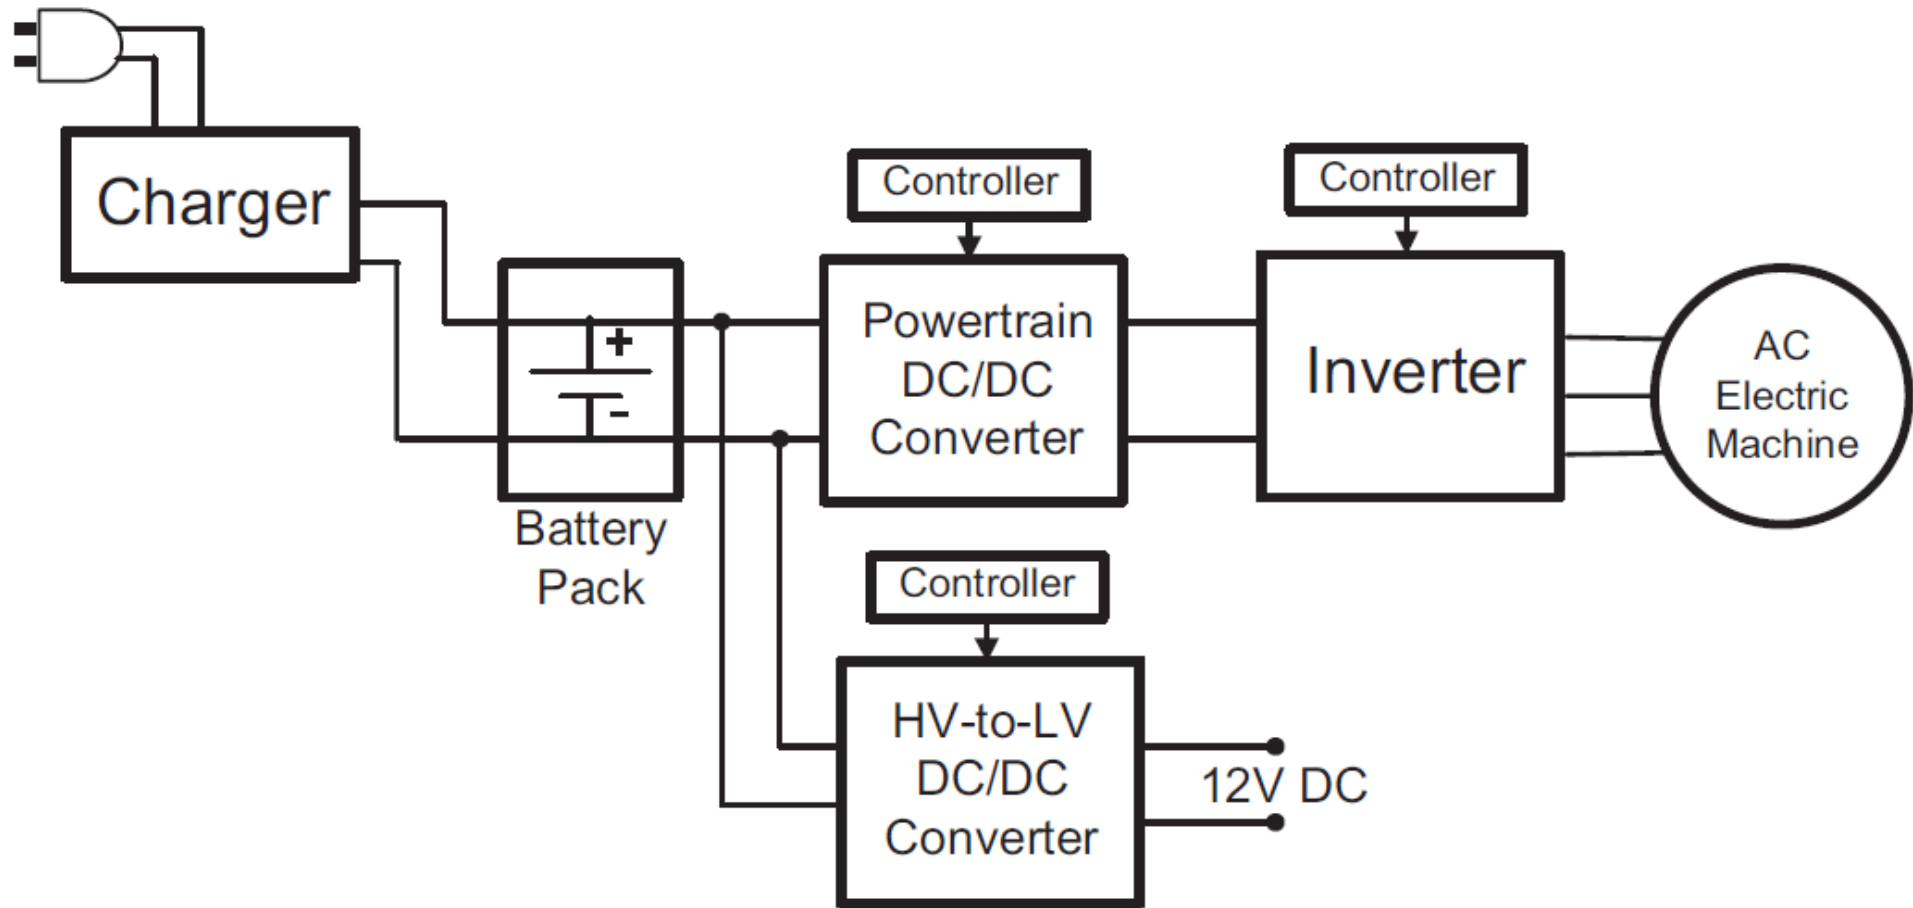 Charger
Controller
Controller
Powertrain
DC/DC
Converter
Inverter
AC
Electric
Machine
+
-
Battery
Pack
Controller
HV-to-LV
DC/DC
Converter
12V DC